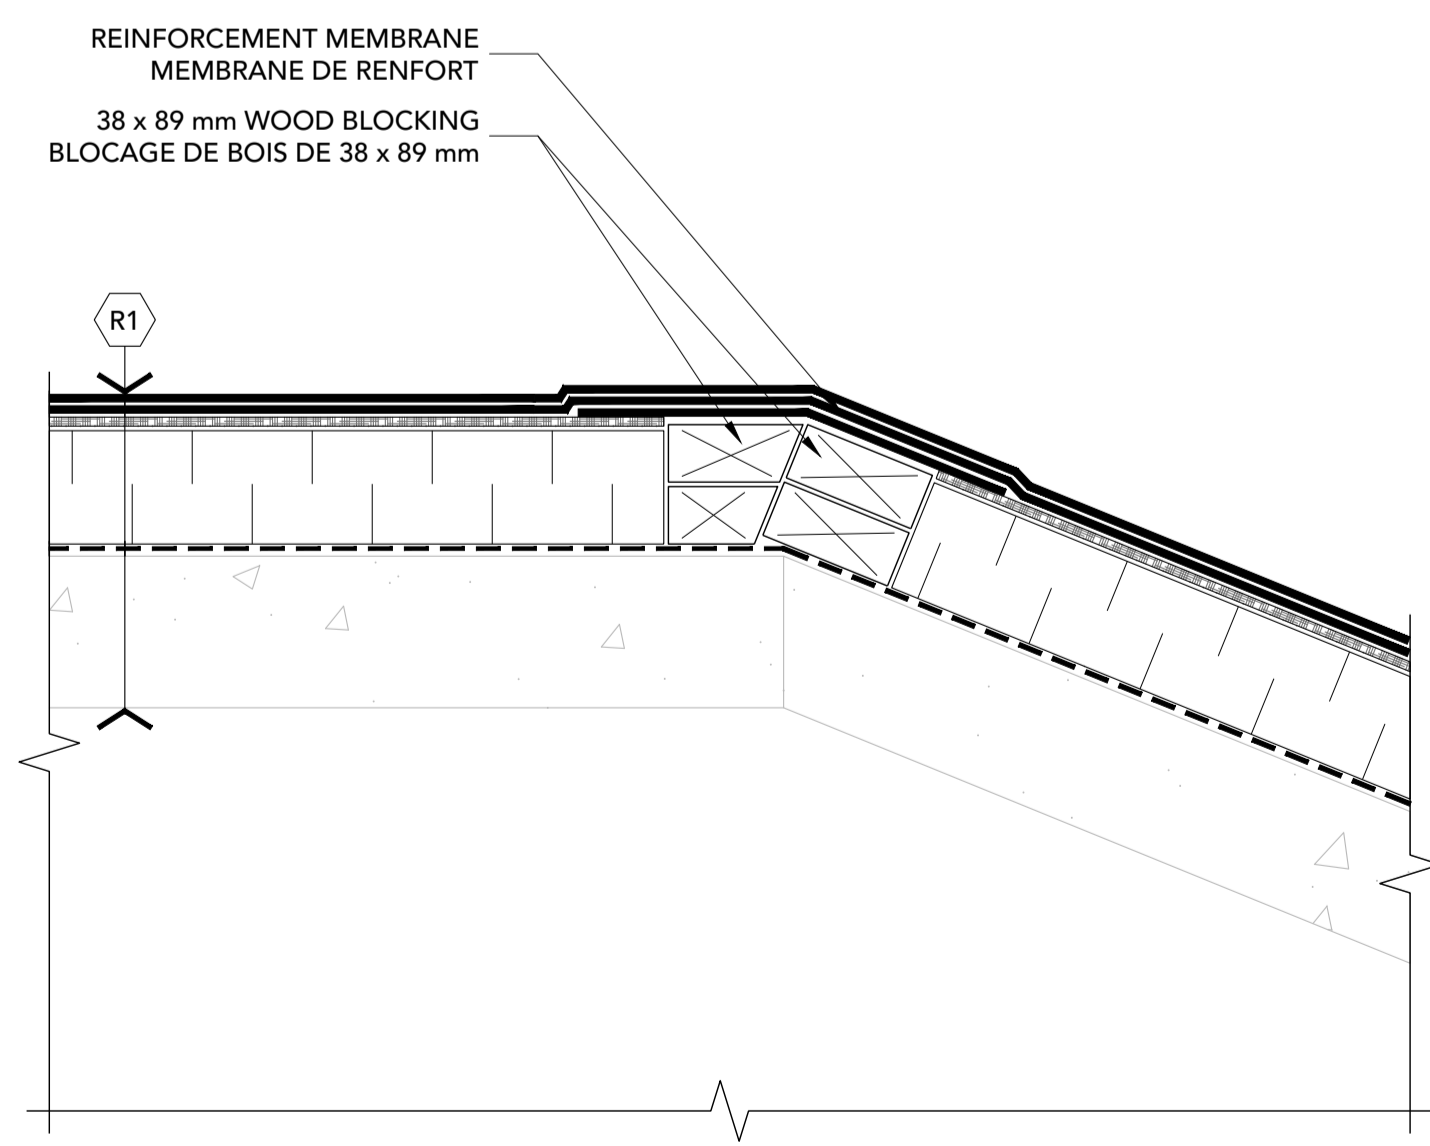 REINFORCEMENT MEMBRANE
MEMBRANE DE RENFORT
38 x 89 mm WOOD BLOCKING
BLOCAGE DE BOIS DE 38 x 89 mm
R1